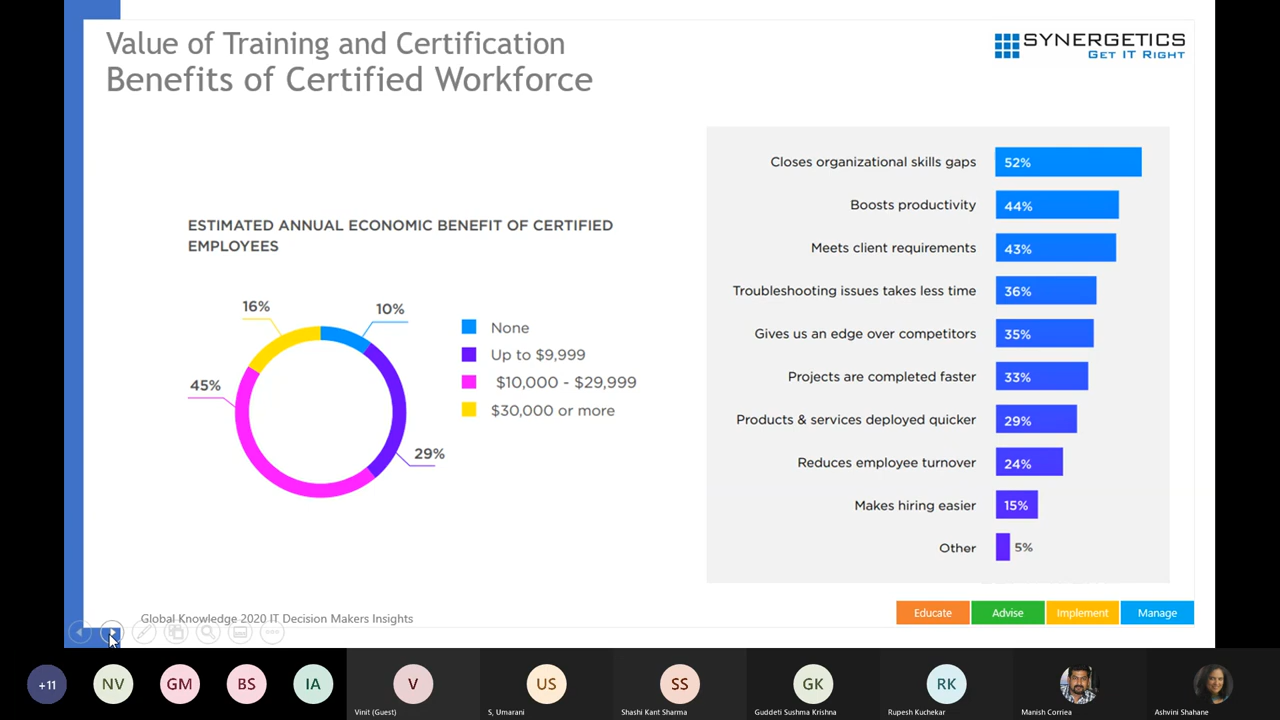 Value of Training and Certification
Benefits of Certified Workforce
SYNERGETICS
GET IT RIGHT
ESTIMATED ANNUAL ECONOMIC BENEFIT OF CERTIFIED
EMPLOYEES
16%
10%
45%
29%
None
Up to $9,999
$10,000 - $29,999
$30,000 or more
Closes organizational skills gaps 52%
Boosts productivity 44%
Meets client requirements 43%
Troubleshooting issues takes less time 36%
Gives us an edge over competitors 35%
Projects are completed faster 33%
Products & services deployed quicker 29%
Reduces employee turnover 24%
Makes hiring easier 15%
Other 5%
Global Knowledge 2020 IT Decision Makers Insights
Educate Advise Implement Manage
+11 NV GM BS IA V US SS GK RK
Vinit (Guest) S, Umarani Shashi Kant Sharma Guddeti Sushma Krishna Rupesh Kuchekar Manish Corriea Ashvini Shahane